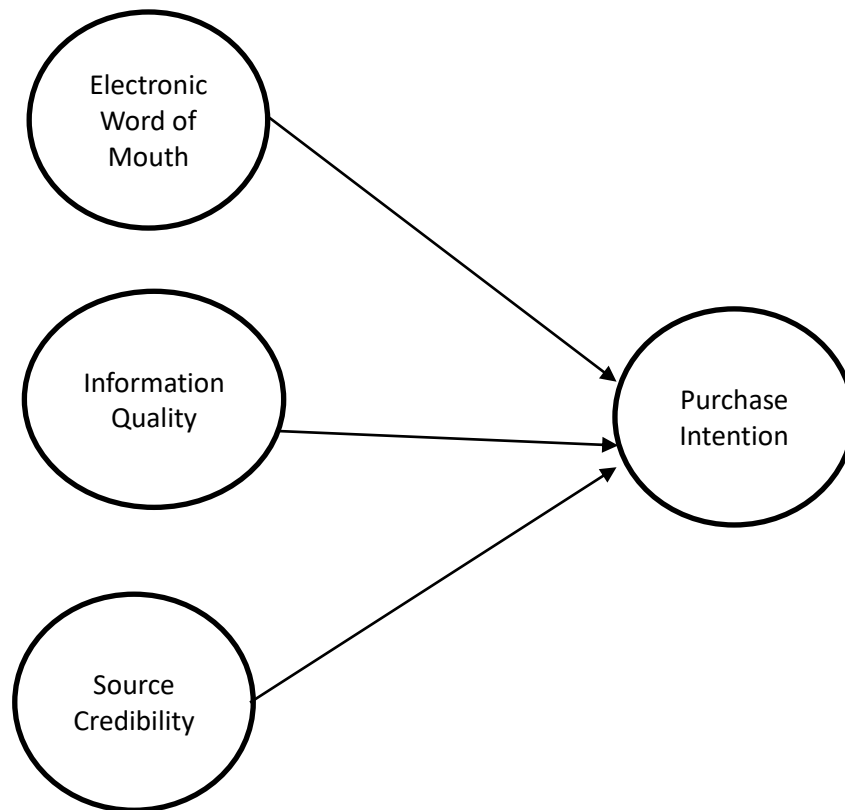 Electronic
Word of
Mouth
Information
Quality
Purchase
Intention
Source
Credibility